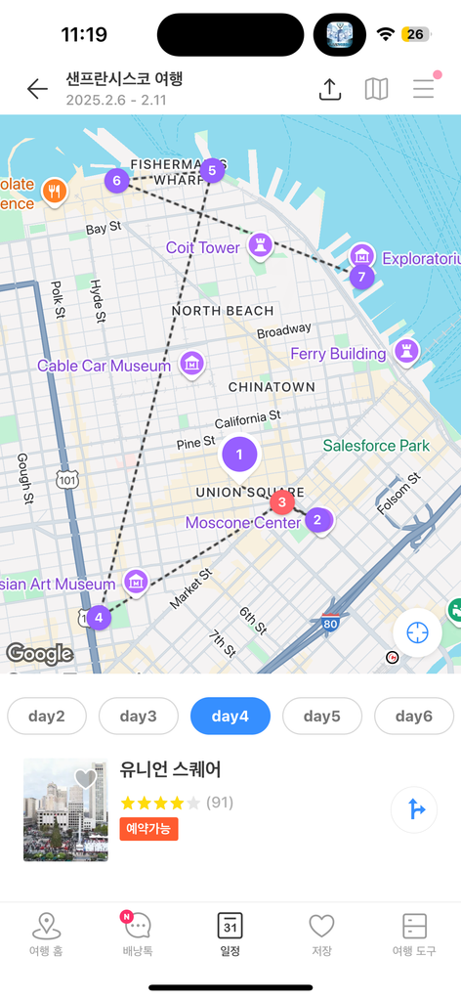 11:19
26
샌프란시스코 여행
2025.2.6 - 2.11
FISHERMAN'S
WHARF
5
6
olate
ence
Bay St
Coit Tower
Exploratoriu
7
Polk St
Hyde St
NORTH BEACH
Broadway
Ferry Building
Cable Car Museum
CHINATOWN
California St
Pine St
1
Salesforce Park
Gough St
101
UNION SQUARE
3
Folsom St
Moscone Center
2
sian Art Museum
Market St
4
6th St
80
7th St
Google
day2
day3
day4
day5
day6
유니언 스퀘어
(91)
예약가능
N
31
여행 홈
배낭톡
일정
저장
여행 도구